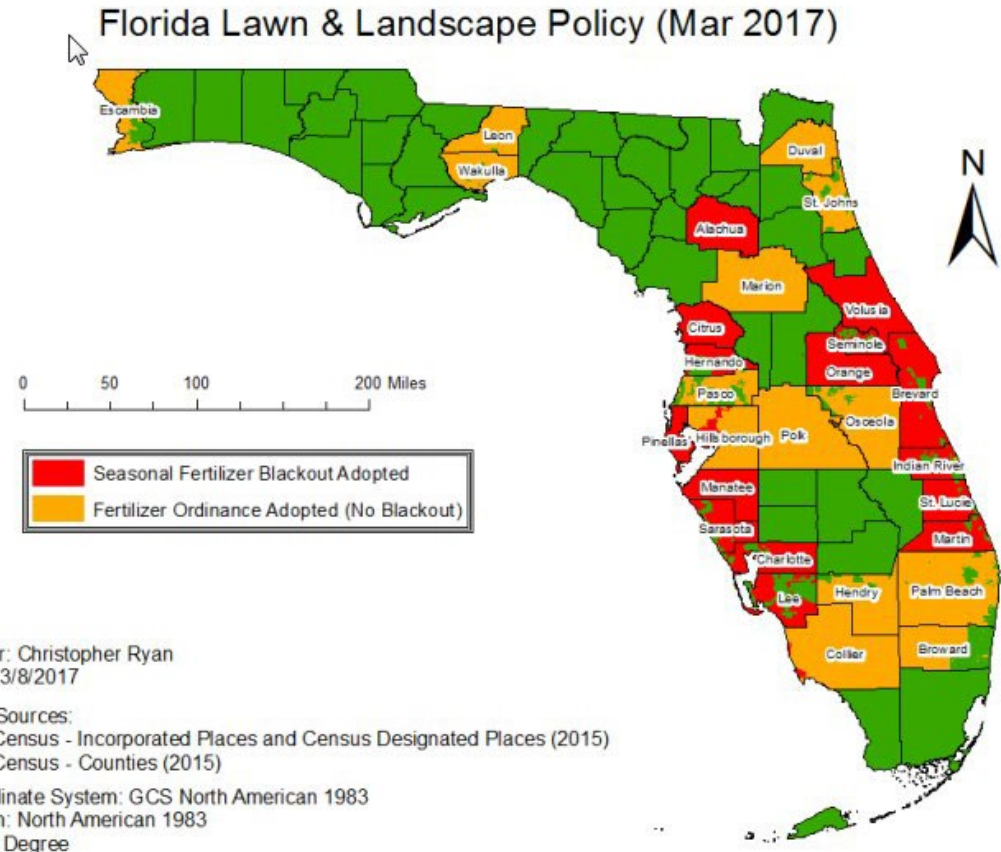 Florida Lawn & Landscape Policy (Mar 2017)
Escambia
Leon
Wakulla
Duval
St. Johns
N
Alachua
Marion
Volusia
Citrus
Seminole
Hernando
Orange
0 50 100 200 Miles
Pasco
Brevard
Osceola
Pinellas
Hillsborough
Polk
Seasonal Fertilizer Blackout Adopted
Fertilizer Ordinance Adopted (No Blackout)
Indian River
Manatee
St. Lucie
Sarasota
Martin
Charlotte
Lee
Hendry
Palm Beach
Collier
Broward
r: Christopher Ryan
3/8/2017
Sources:
Census - Incorporated Places and Census Designated Places (2015)
Census - Counties (2015)
linate System: GCS North American 1983
n: North American 1983
Degree